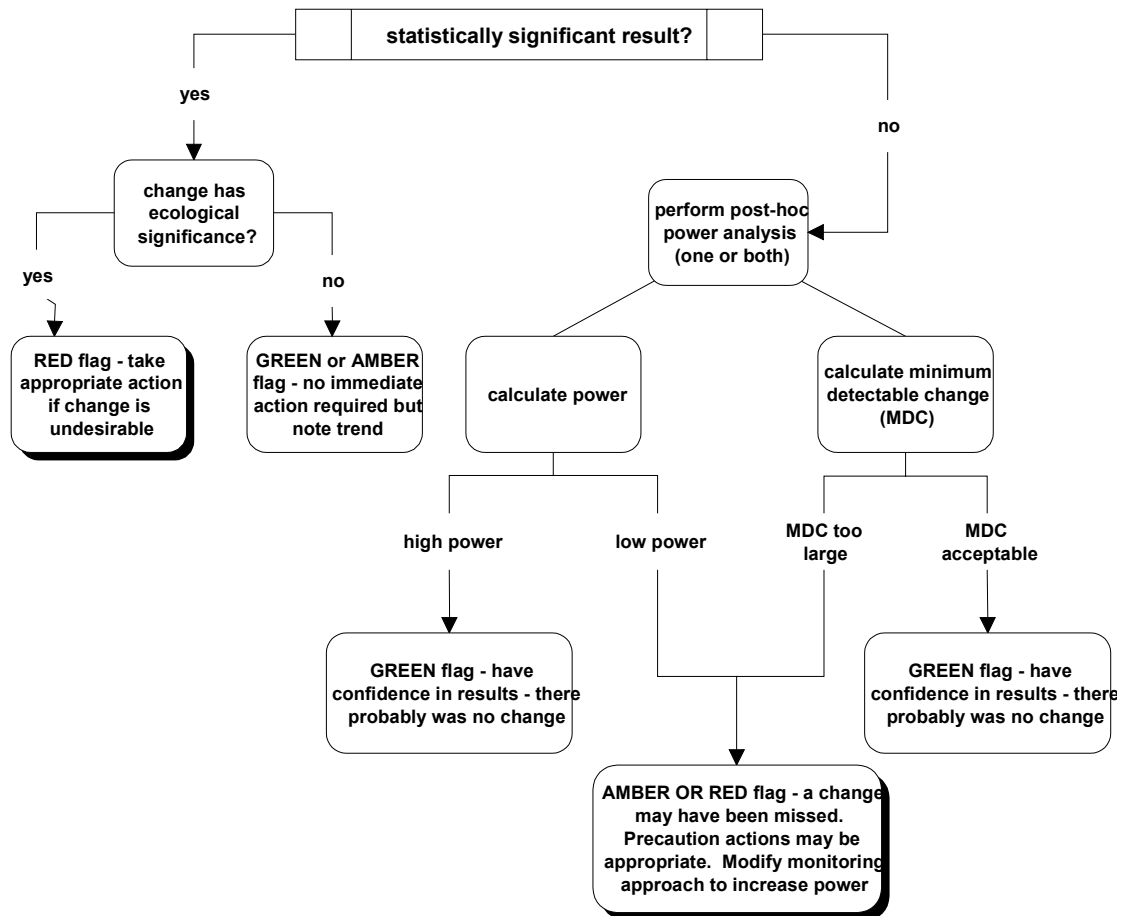 statistically significant result?
yes
no
change has
ecological
significance?
perform post-hoc
power analysis
(one or both)
yes
no
RED flag - take
appropriate action
if change is
undesirable
GREEN or AMBER
flag - no immediate
action required but
note trend
calculate power
calculate minimum
detectable change
(MDC)
high power
low power
MDC too
large
MDC
acceptable
GREEN flag - have
confidence in results - there
probably was no change
GREEN flag - have
confidence in results - there
probably was no change
AMBER OR RED flag - a change
may have been missed.
Precaution actions may be
appropriate. Modify monitoring
approach to increase power